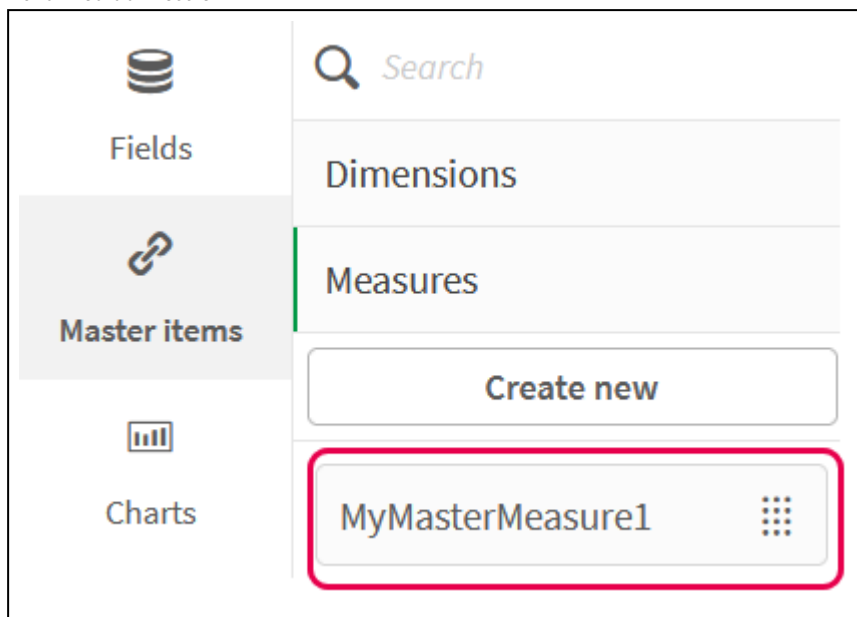 Search
Fields
Dimensions
Measures
Master items
Create new
Charts
MyMasterMeasure1